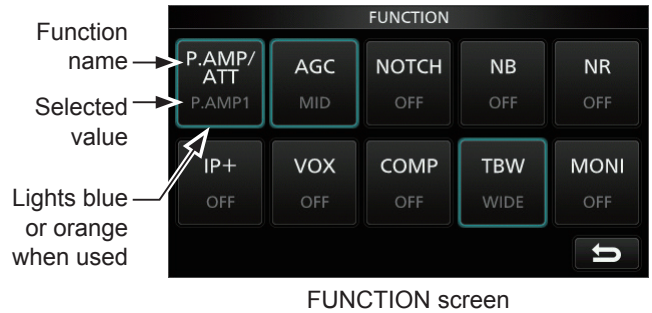 FUNCTION
Function
name
Selected
value
Lights blue
or orange
when used
P.AMP/
ATT
P.AMP1
AGC
MID
NOTCH
OFF
NB
OFF
NR
OFF
IP+
OFF
VOX
OFF
COMP
OFF
TBW
WIDE
MONI
OFF
FUNCTION screen